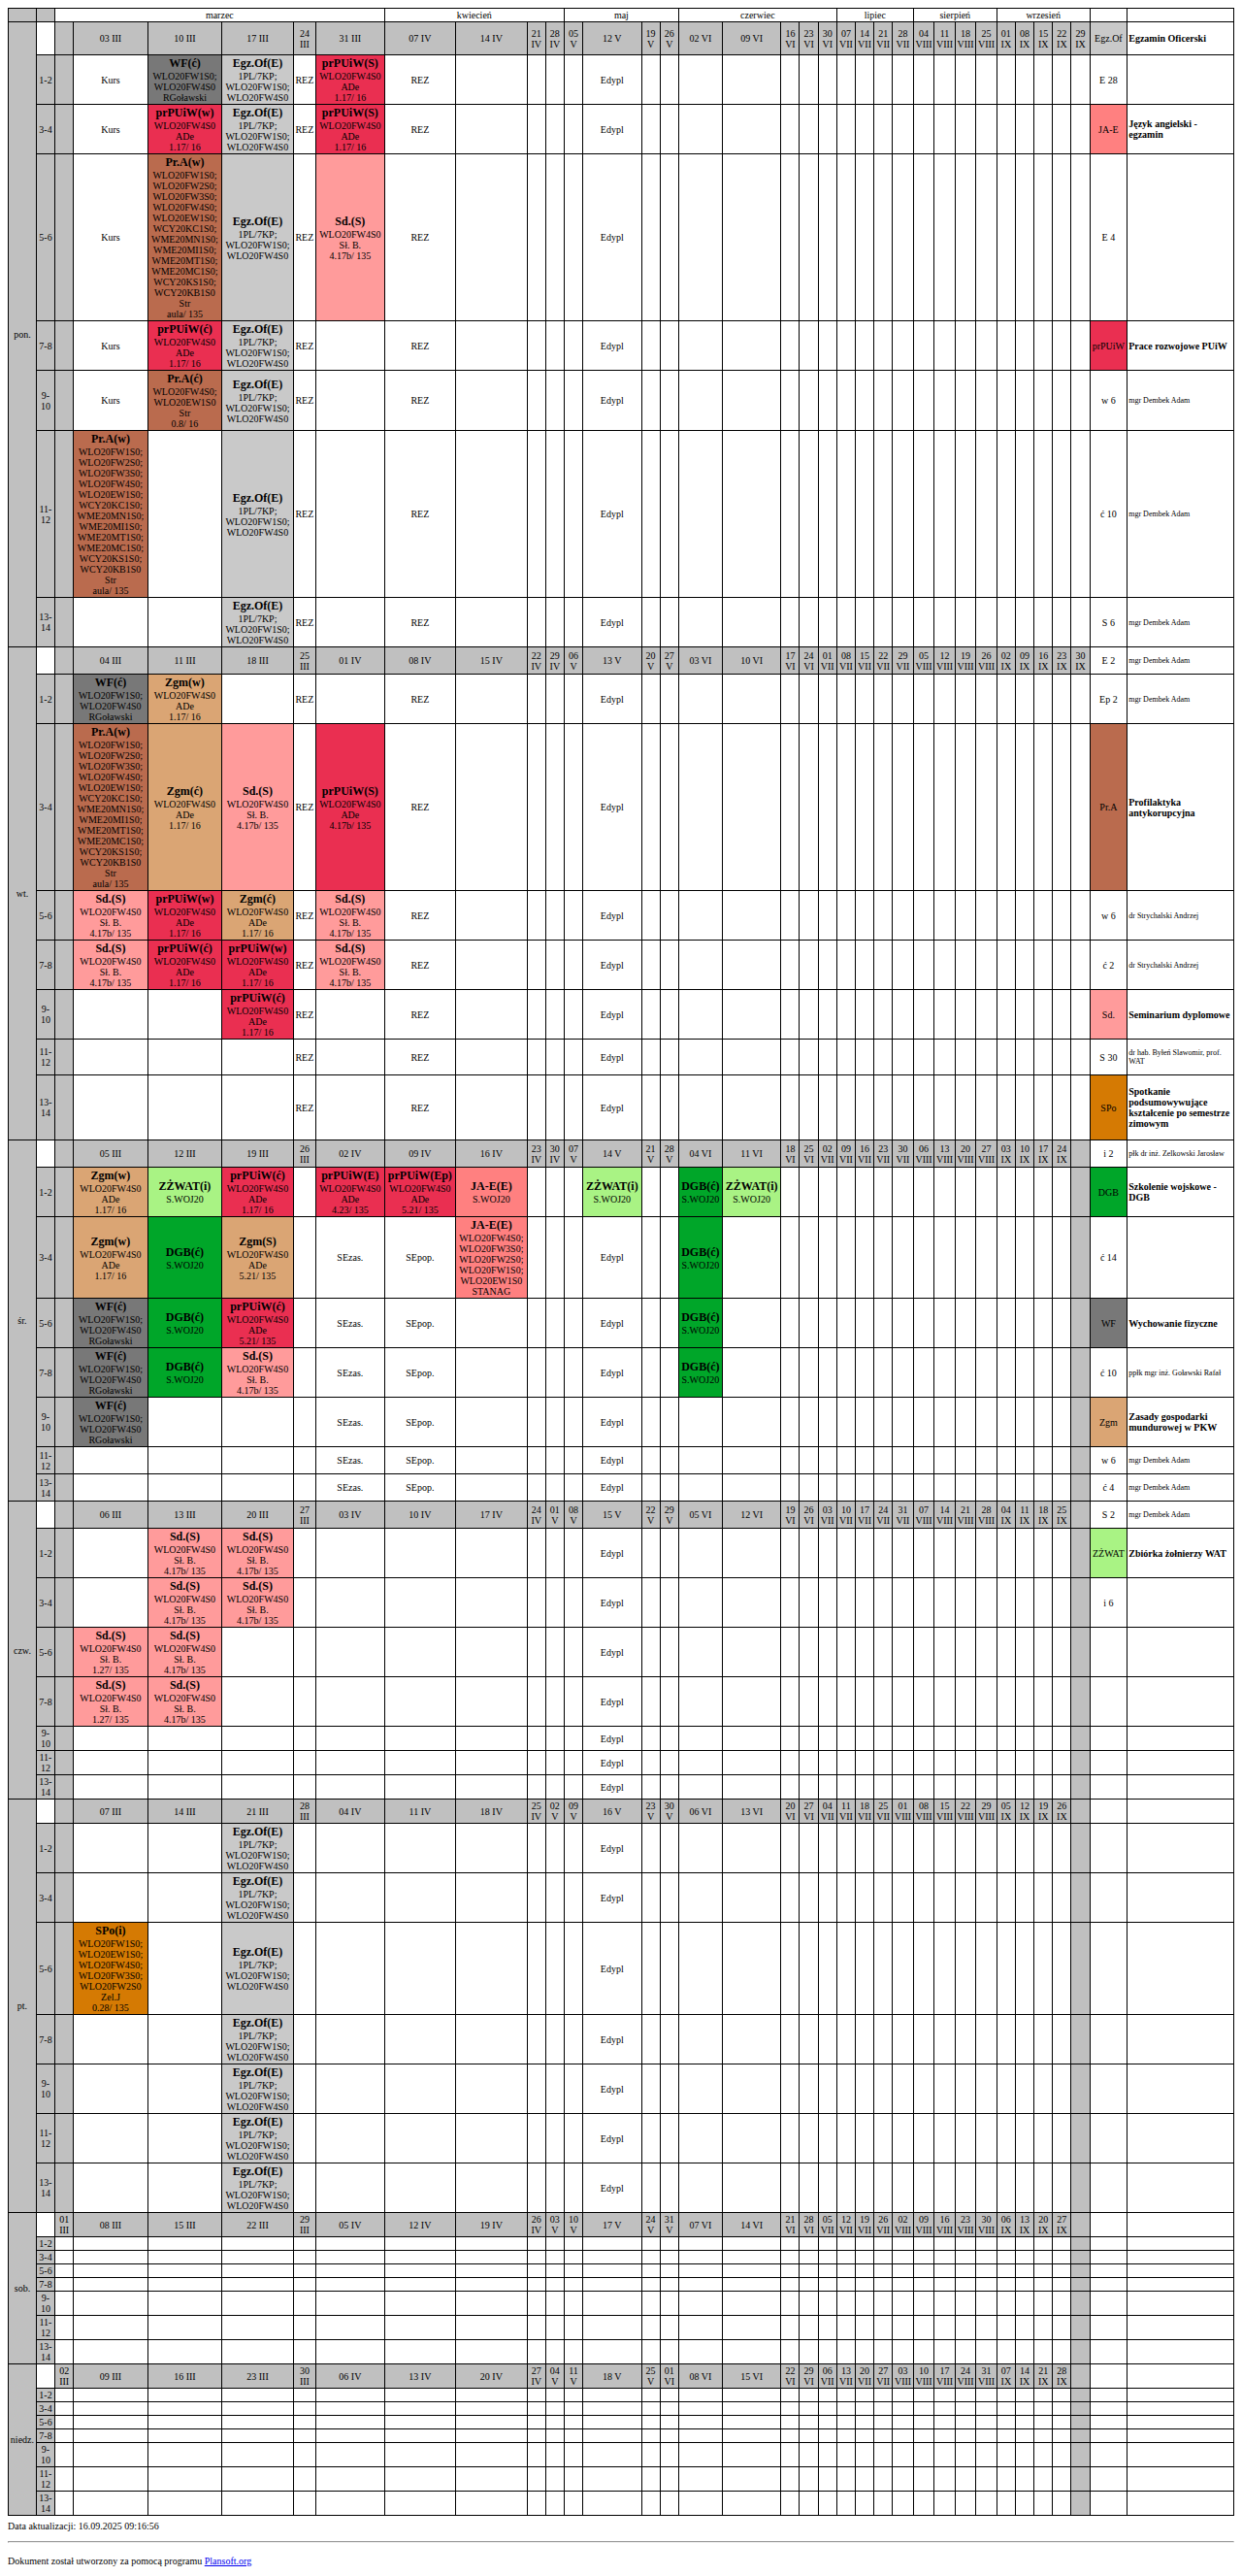 marzec kwiecień maj czerwiec lipiec sierpień wrzesień
pon. 03 III 10 III 17 III 24 III 31 III 07 IV 14 IV 21 IV 28 IV 05 V 12 V 19 V 26 V 02 VI 09 VI 16 VI 23 VI 30 VI 07 VII 14 VII 21 VII 28 VII 04 VIII 11 VIII 18 VIII 25 VIII 01 IX 08 IX 15 IX 22 IX 29 IX Egz.Of Egzamin Oficerski
1-2 Kurs WF(ć) WLO20FW1S0; WLO20FW4S0 RGoławski Egz.Of(E) 1PL/7KP; WLO20FW1S0; WLO20FW4S0 REZ prPUiW(S) WLO20FW4S0 ADe 1.17/ 16 REZ Edypl E 28
3-4 Kurs prPUiW(w) WLO20FW4S0 ADe 1.17/ 16 Egz.Of(E) 1PL/7KP; WLO20FW1S0; WLO20FW4S0 REZ prPUiW(S) WLO20FW4S0 ADe 1.17/ 16 REZ Edypl JA-E Język angielski - egzamin
5-6 Kurs Pr.A(w) WLO20FW1S0; WLO20FW2S0; WLO20FW3S0; WLO20FW4S0; WLO20EW1S0; WCY20KC1S0; WME20MN1S0; WME20MI1S0; WME20MT1S0; WME20MC1S0; WCY20KS1S0; WCY20KB1S0 Str aula/ 135 Egz.Of(E) 1PL/7KP; WLO20FW1S0; WLO20FW4S0 REZ Sd.(S) WLO20FW4S0 Sł. B. 4.17b/ 135 REZ Edypl E 4
7-8 Kurs prPUiW(ć) WLO20FW4S0 ADe 1.17/ 16 Egz.Of(E) 1PL/7KP; WLO20FW1S0; WLO20FW4S0 REZ REZ Edypl prPUiW Prace rozwojowe PUiW
9-10 Kurs Pr.A(ć) WLO20FW4S0; WLO20EW1S0 Str 0.8/ 16 Egz.Of(E) 1PL/7KP; WLO20FW1S0; WLO20FW4S0 REZ REZ Edypl w 6 mgr Dembek Adam
11-12 Pr.A(w) WLO20FW1S0; WLO20FW2S0; WLO20FW3S0; WLO20FW4S0; WLO20EW1S0; WCY20KC1S0; WME20MN1S0; WME20MI1S0; WME20MT1S0; WME20MC1S0; WCY20KS1S0; WCY20KB1S0 Str aula/ 135 Egz.Of(E) 1PL/7KP; WLO20FW1S0; WLO20FW4S0 REZ REZ Edypl ć 10 mgr Dembek Adam
13-14 Egz.Of(E) 1PL/7KP; WLO20FW1S0; WLO20FW4S0 REZ REZ Edypl S 6 mgr Dembek Adam
wt. 04 III 11 III 18 III 25 III 01 IV 08 IV 15 IV 22 IV 29 IV 06 V 13 V 20 V 27 V 03 VI 10 VI 17 VI 24 VI 01 VII 08 VII 15 VII 22 VII 29 VII 05 VIII 12 VIII 19 VIII 26 VIII 02 IX 09 IX 16 IX 23 IX 30 IX E 2 mgr Dembek Adam
1-2 WF(ć) WLO20FW1S0; WLO20FW4S0 RGoławski Zgm(w) WLO20FW4S0 ADe 1.17/ 16 REZ REZ Edypl Ep 2 mgr Dembek Adam
3-4 Pr.A(w) WLO20FW1S0; WLO20FW2S0; WLO20FW3S0; WLO20FW4S0; WLO20EW1S0; WCY20KC1S0; WME20MN1S0; WME20MI1S0; WME20MT1S0; WME20MC1S0; WCY20KS1S0; WCY20KB1S0 Str aula/ 135 Zgm(ć) WLO20FW4S0 ADe 1.17/ 16 Sd.(S) WLO20FW4S0 Sł. B. 4.17b/ 135 REZ prPUiW(S) WLO20FW4S0 ADe 4.17b/ 135 REZ Edypl Pr.A Profilaktyka antykorupcyjna
5-6 Sd.(S) WLO20FW4S0 Sł. B. 4.17b/ 135 prPUiW(w) WLO20FW4S0 ADe 1.17/ 16 Zgm(ć) WLO20FW4S0 ADe 1.17/ 16 REZ Sd.(S) WLO20FW4S0 Sł. B. 4.17b/ 135 REZ Edypl w 6 dr Strychalski Andrzej
7-8 Sd.(S) WLO20FW4S0 Sł. B. 4.17b/ 135 prPUiW(ć) WLO20FW4S0 ADe 1.17/ 16 prPUiW(w) WLO20FW4S0 ADe 1.17/ 16 REZ Sd.(S) WLO20FW4S0 Sł. B. 4.17b/ 135 REZ Edypl ć 2 dr Strychalski Andrzej
9-10 prPUiW(ć) WLO20FW4S0 ADe 1.17/ 16 REZ REZ Edypl Sd. Seminarium dyplomowe
11-12 REZ REZ Edypl S 30 dr hab. Byłeń Sławomir, prof. WAT
13-14 REZ REZ Edypl SPo Spotkanie podsumowywujące kształcenie po semestrze zimowym
śr. 05 III 12 III 19 III 26 III 02 IV 09 IV 16 IV 23 IV 30 IV 07 V 14 V 21 V 28 V 04 VI 11 VI 18 VI 25 VI 02 VII 09 VII 16 VII 23 VII 30 VII 06 VIII 13 VIII 20 VIII 27 VIII 03 IX 10 IX 17 IX 24 IX i 2 płk dr inż. Zelkowski Jarosław
1-2 Zgm(w) WLO20FW4S0 ADe 1.17/ 16 ZŻWAT(i) S.WOJ20 prPUiW(ć) WLO20FW4S0 ADe 1.17/ 16 prPUiW(E) WLO20FW4S0 ADe 4.23/ 135 prPUiW(Ep) WLO20FW4S0 ADe 5.21/ 135 JA-E(E) S.WOJ20 ZŻWAT(i) S.WOJ20 DGB(ć) S.WOJ20 ZŻWAT(i) S.WOJ20 DGB Szkolenie wojskowe - DGB
3-4 Zgm(w) WLO20FW4S0 ADe 1.17/ 16 DGB(ć) S.WOJ20 Zgm(S) WLO20FW4S0 ADe 5.21/ 135 SEzas. SEpop. JA-E(E) WLO20FW4S0; WLO20FW3S0; WLO20FW2S0; WLO20FW1S0; WLO20EW1S0 STANAG Edypl DGB(ć) S.WOJ20 ć 14
5-6 WF(ć) WLO20FW1S0; WLO20FW4S0 RGoławski DGB(ć) S.WOJ20 prPUiW(ć) WLO20FW4S0 ADe 5.21/ 135 SEzas. SEpop. Edypl DGB(ć) S.WOJ20 WF Wychowanie fizyczne
7-8 WF(ć) WLO20FW1S0; WLO20FW4S0 RGoławski DGB(ć) S.WOJ20 Sd.(S) WLO20FW4S0 Sł. B. 4.17b/ 135 SEzas. SEpop. Edypl DGB(ć) S.WOJ20 ć 10 ppłk mgr inż. Goławski Rafał
9-10 WF(ć) WLO20FW1S0; WLO20FW4S0 RGoławski SEzas. SEpop. Edypl Zgm Zasady gospodarki mundurowej w PKW
11-12 SEzas. SEpop. Edypl w 6 mgr Dembek Adam
13-14 SEzas. SEpop. Edypl ć 4 mgr Dembek Adam
czw. 06 III 13 III 20 III 27 III 03 IV 10 IV 17 IV 24 IV 01 V 08 V 15 V 22 V 29 V 05 VI 12 VI 19 VI 26 VI 03 VII 10 VII 17 VII 24 VII 31 VII 07 VIII 14 VIII 21 VIII 28 VIII 04 IX 11 IX 18 IX 25 IX S 2 mgr Dembek Adam
1-2 Sd.(S) WLO20FW4S0 Sł. B. 4.17b/ 135 Sd.(S) WLO20FW4S0 Sł. B. 4.17b/ 135 Edypl ZŻWAT Zbiórka żołnierzy WAT
3-4 Sd.(S) WLO20FW4S0 Sł. B. 4.17b/ 135 Sd.(S) WLO20FW4S0 Sł. B. 4.17b/ 135 Edypl i 6
5-6 Sd.(S) WLO20FW4S0 Sł. B. 1.27/ 135 Sd.(S) WLO20FW4S0 Sł. B. 4.17b/ 135 Edypl
7-8 Sd.(S) WLO20FW4S0 Sł. B. 1.27/ 135 Sd.(S) WLO20FW4S0 Sł. B. 4.17b/ 135 Edypl
9-10 Edypl
11-12 Edypl
13-14 Edypl
pt. 07 III 14 III 21 III 28 III 04 IV 11 IV 18 IV 25 IV 02 V 09 V 16 V 23 V 30 V 06 VI 13 VI 20 VI 27 VI 04 VII 11 VII 18 VII 25 VII 01 VIII 08 VIII 15 VIII 22 VIII 29 VIII 05 IX 12 IX 19 IX 26 IX
1-2 Egz.Of(E) 1PL/7KP; WLO20FW1S0; WLO20FW4S0 Edypl
3-4 Egz.Of(E) 1PL/7KP; WLO20FW1S0; WLO20FW4S0 Edypl
5-6 SPo(i) WLO20FW1S0; WLO20EW1S0; WLO20FW4S0; WLO20FW3S0; WLO20FW2S0 Zel.J 0.28/ 135 Egz.Of(E) 1PL/7KP; WLO20FW1S0; WLO20FW4S0 Edypl
7-8 Egz.Of(E) 1PL/7KP; WLO20FW1S0; WLO20FW4S0 Edypl
9-10 Egz.Of(E) 1PL/7KP; WLO20FW1S0; WLO20FW4S0 Edypl
11-12 Egz.Of(E) 1PL/7KP; WLO20FW1S0; WLO20FW4S0 Edypl
13-14 Egz.Of(E) 1PL/7KP; WLO20FW1S0; WLO20FW4S0 Edypl
sob. 01 III 08 III 15 III 22 III 29 III 05 IV 12 IV 19 IV 26 IV 03 V 10 V 17 V 24 V 31 V 07 VI 14 VI 21 VI 28 VI 05 VII 12 VII 19 VII 26 VII 02 VIII 09 VIII 16 VIII 23 VIII 30 VIII 06 IX 13 IX 20 IX 27 IX
1-2
3-4
5-6
7-8
9-10
11-12
13-14
niedz. 02 III 09 III 16 III 23 III 30 III 06 IV 13 IV 20 IV 27 IV 04 V 11 V 18 V 25 V 01 VI 08 VI 15 VI 22 VI 29 VI 06 VII 13 VII 20 VII 27 VII 03 VIII 10 VIII 17 VIII 24 VIII 31 VIII 07 IX 14 IX 21 IX 28 IX
1-2
3-4
5-6
7-8
9-10
11-12
13-14
Data aktualizacji: 16.09.2025 09:16:56
Dokument został utworzony za pomocą programu Plansoft.org